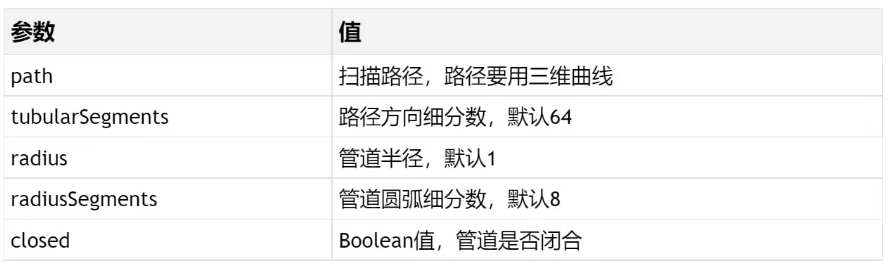 参数 值
path 扫描路径，路径要用三维曲线
tubularSegments 路径方向细分数，默认64
radius 管道半径，默认1
radiusSegments 管道圆弧细分数，默认8
closed Boolean值，管道是否闭合